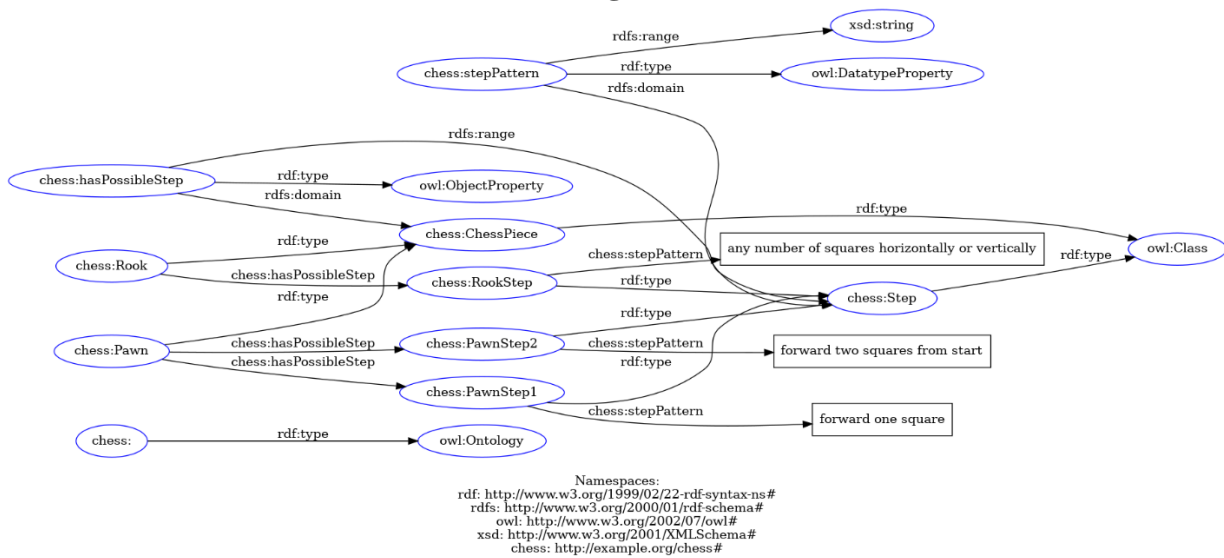 xsd:string
rdfs:range
chess:stepPattern
rdf:type
owl:DatatypeProperty
rdfs:domain
rdfs:range
chess:hasPossibleStep
rdf:type
owl:ObjectProperty
rdfs:domain
chess:ChessPiece
rdf:type
owl:Class
chess:Rook
rdf:type
chess:hasPossibleStep
chess:RookStep
chess:stepPattern
any number of squares horizontally or vertically
rdf:type
chess:Step
rdf:type
rdf:type
chess:Pawn
chess:hasPossibleStep
chess:PawnStep2
rdf:type
chess:stepPattern
forward two squares from start
chess:hasPossibleStep
chess:PawnStep1
rdf:type
chess:stepPattern
forward one square
chess:
rdf:type
owl:Ontology
Namespaces:
rdf: http://www.w3.org/1999/02/22-rdf-syntax-ns#
rdfs: http://www.w3.org/2000/01/rdf-schema#
owl: http://www.w3.org/2002/07/owl#
xsd: http://www.w3.org/2001/XMLSchema#
chess: http://example.org/chess#